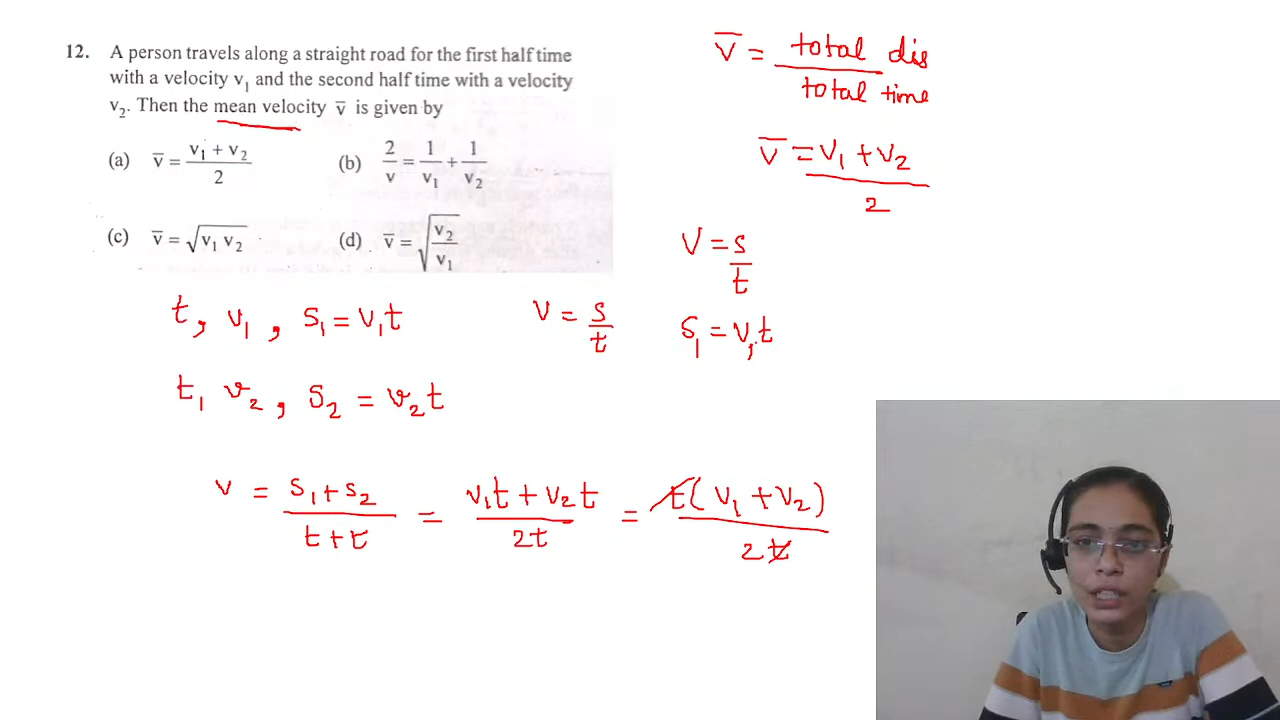 12. A person travels along a straight road for the first half time
with a velocity v₁ and the second half time with a velocity
v₂. Then the mean velocity v̄ is given by
(a) v̄ = (v₁ + v₂)/2 (b) 2/v = 1/v₁ + 1/v₂
(c) v̄ = √(v₁ v₂) (d) v̄ = √(v₂/v₁)
v̄ = total dis / total time
v̄ = (v₁ + v₂)/2
v = s/t
s₁ = v₁t
t, v₁, s₁ = v₁t v = s/t
t₁ v₂, s₂ = v₂t
v = (s₁+s₂)/(t+t) = (v₁t + v₂t)/2t = t(v₁ + v₂)/2t